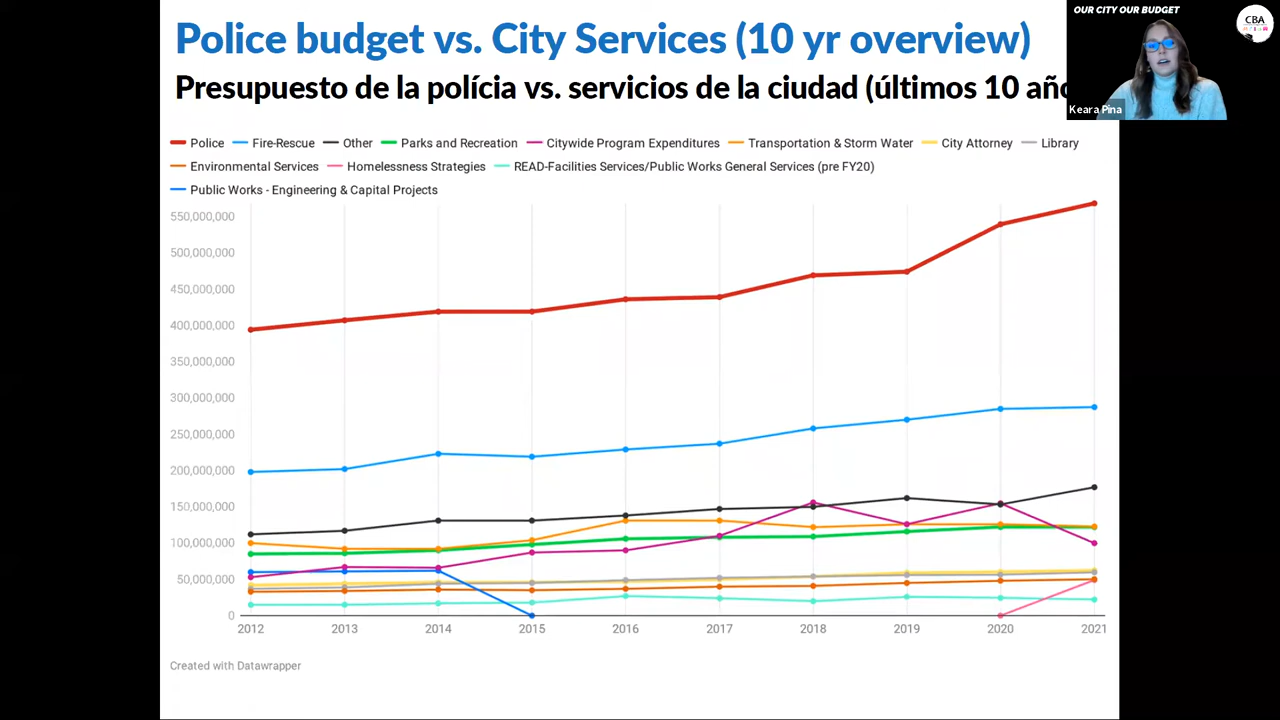 OUR CITY OUR BUDGET
CBA
Police budget vs. City Services (10 yr overview)
Presupuesto de la polícia vs. servicios de la ciudad (últimos 10 año
Keara Pina
Police Fire-Rescue Other Parks and Recreation Citywide Program Expenditures Transportation & Storm Water City Attorney Library
Environmental Services Homelessness Strategies READ-Facilities Services/Public Works General Services (pre FY20)
Public Works - Engineering & Capital Projects
550,000,000
500,000,000
450,000,000
400,000,000
350,000,000
300,000,000
250,000,000
200,000,000
150,000,000
100,000,000
50,000,000
0
2012 2013 2014 2015 2016 2017 2018 2019 2020 2021
Created with Datawrapper